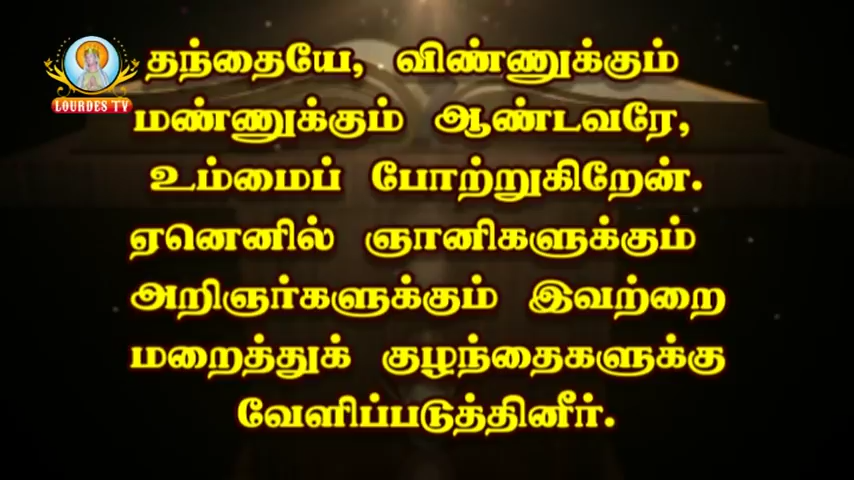 LOURDES TV
தந்தையே, விண்ணுக்கும்
மண்ணுக்கும் ஆண்டவரே,
உம்மைப் போற்றுகிறேன்.
ஏனெனில் ஞானிகளுக்கும்
அறிஞர்களுக்கும் இவற்றை
மறைத்துக் குழந்தைகளுக்கு
வேளிப்படுத்தினீர்.